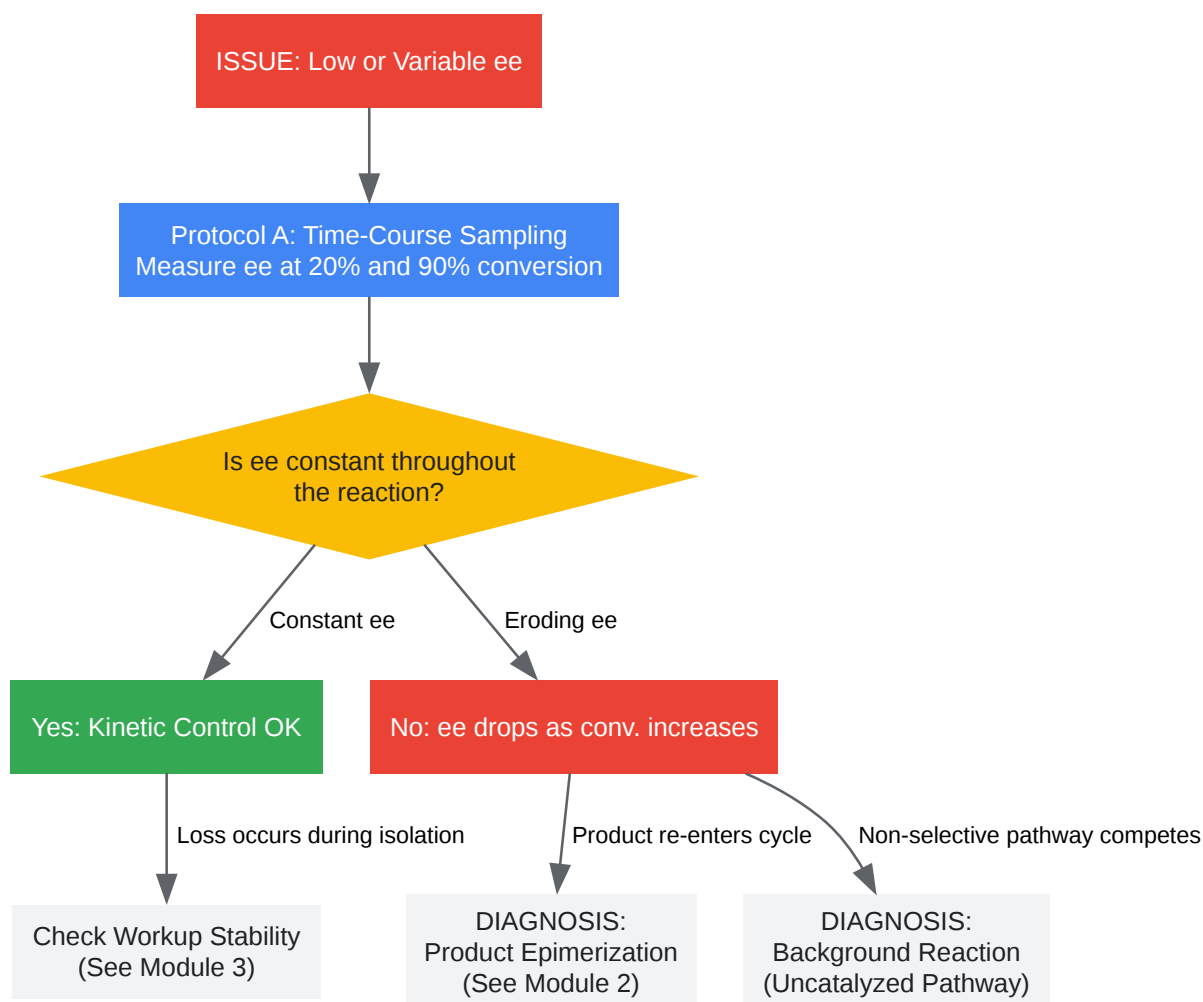 ISSUE: Low or Variable ee
Protocol A: Time-Course Sampling
Measure ee at 20% and 90% conversion
Is ee constant throughout
the reaction?
Constant ee
Eroding ee
Yes: Kinetic Control OK
No: ee drops as conv. increases
Loss occurs during isolation
Product re-enters cycle
Non-selective pathway competes
Check Workup Stability
(See Module 3)
DIAGNOSIS:
Product Epimerization
(See Module 2)
DIAGNOSIS:
Background Reaction
(Uncatalyzed Pathway)